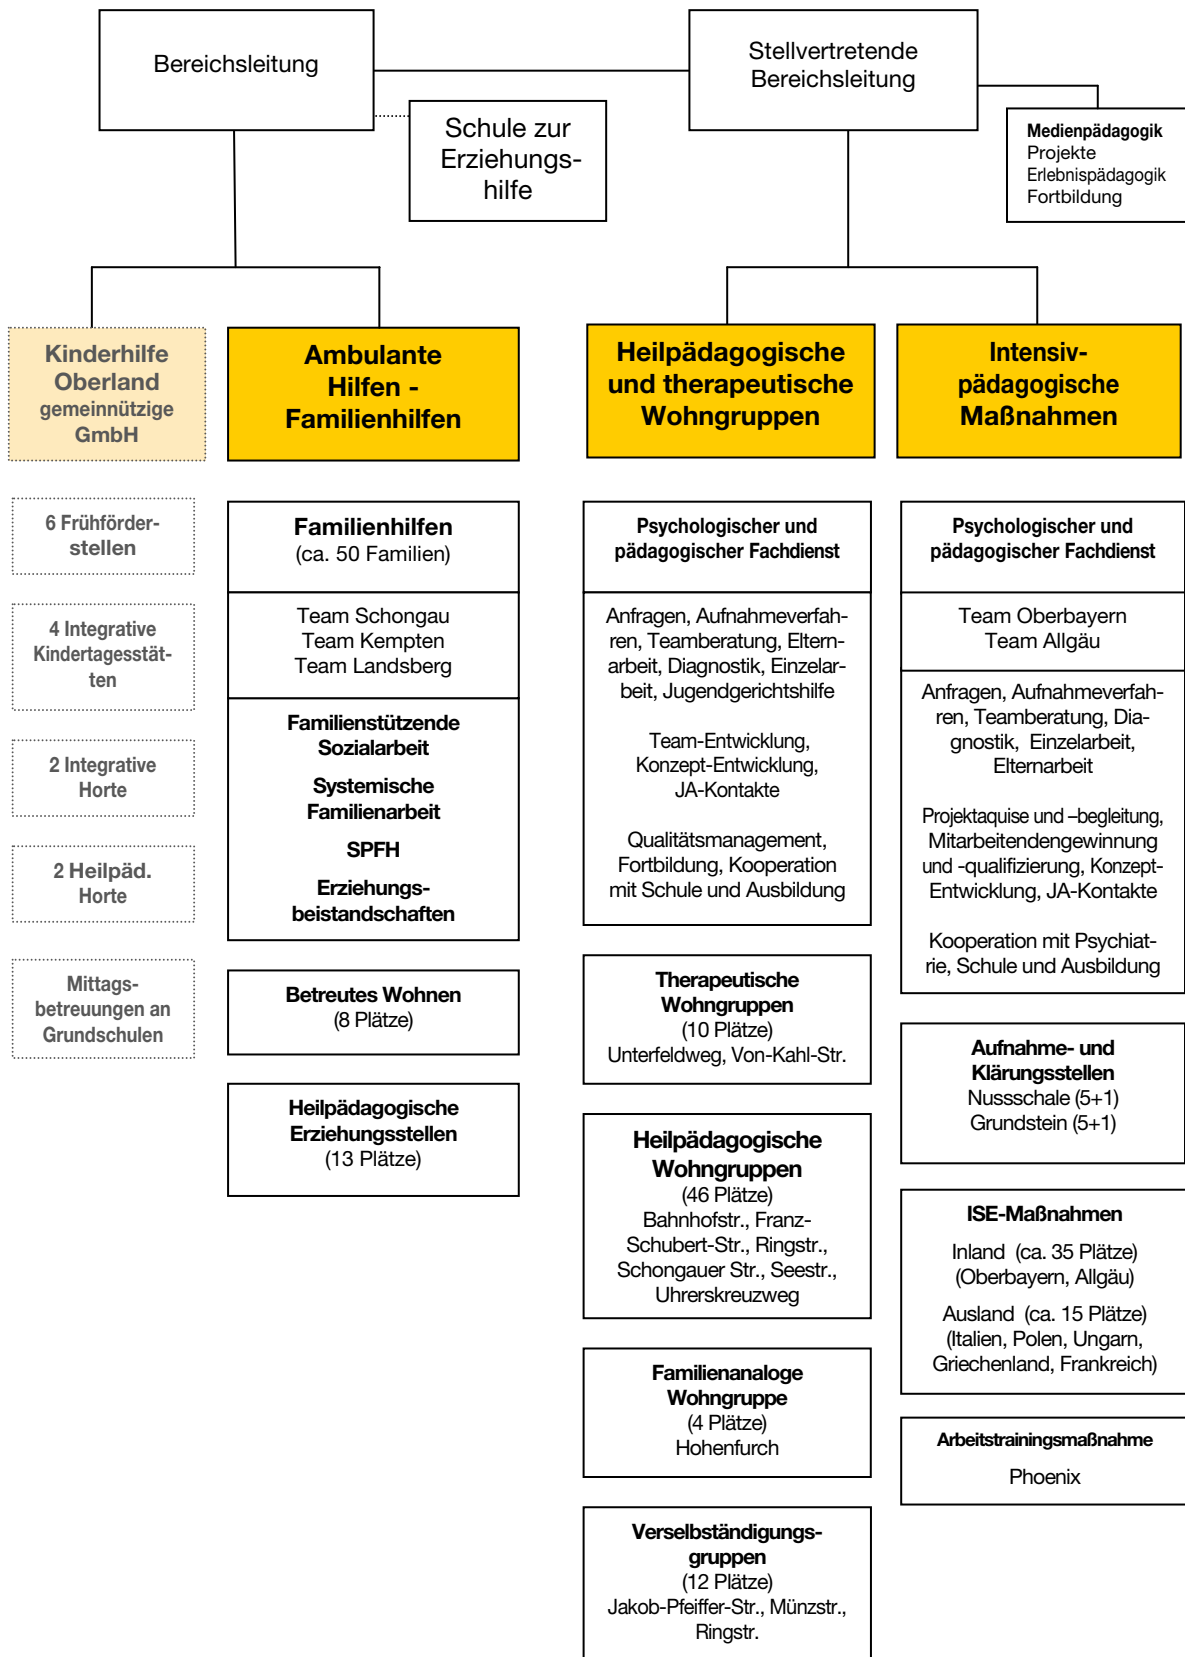 Bereichsleitung
Stellvertretende
Bereichsleitung
Schule zur
Erziehungs-
hilfe
Medienpädagogik
Projekte
Erlebnispädagogik
Fortbildung
Kinderhilfe
Oberland
gemeinnützige
GmbH
6 Frühförder-
stellen
4 Integrative
Kindertagesstät-
ten
2 Integrative
Horte
2 Heilpäd.
Horte
Mittags-
betreuungen an
Grundschulen
Ambulante
Hilfen -
Familienhilfen
Familienhilfen
(ca. 50 Familien)
Team Schongau
Team Kempten
Team Landsberg
Familienstützende
Sozialarbeit
Systemische
Familienarbeit
SPFH
Erziehungs-
beistandschaften
Betreutes Wohnen
(8 Plätze)
Heilpädagogische
Erziehungsstellen
(13 Plätze)
Heilpädagogische
und therapeutische
Wohngruppen
Psychologischer und
pädagogischer Fachdienst
Anfragen, Aufnahmeverfah-
ren, Teamberatung, Eltern-
arbeit, Diagnostik, Einzelar-
beit, Jugendgerichtshilfe
Team-Entwicklung,
Konzept-Entwicklung,
JA-Kontakte
Qualitätsmanagement,
Fortbildung, Kooperation
mit Schule und Ausbildung
Therapeutische
Wohngruppen
(10 Plätze)
Unterfeldweg, Von-Kahl-Str.
Heilpädagogische
Wohngruppen
(46 Plätze)
Bahnhofstr., Franz-
Schubert-Str., Ringstr.,
Schongauer Str., Seestr.,
Uhrerskreuzweg
Familienanaloge
Wohngruppe
(4 Plätze)
Hohenfurch
Verselbständigungs-
gruppen
(12 Plätze)
Jakob-Pfeiffer-Str., Münzstr.,
Ringstr.
Intensiv-
pädagogische
Maßnahmen
Psychologischer und
pädagogischer Fachdienst
Team Oberbayern
Team Allgäu
Anfragen, Aufnahmeverfah-
ren, Teamberatung, Dia-
gnostik, Einzelarbeit,
Elternarbeit
Projektaquise und –begleitung,
Mitarbeitendengewinnung
und -qualifizierung, Konzept-
Entwicklung, JA-Kontakte
Kooperation mit Psychiat-
rie, Schule und Ausbildung
Aufnahme- und
Klärungsstellen
Nussschale (5+1)
Grundstein (5+1)
ISE-Maßnahmen
Inland (ca. 35 Plätze)
(Oberbayern, Allgäu)
Ausland (ca. 15 Plätze)
(Italien, Polen, Ungarn,
Griechenland, Frankreich)
Arbeitstrainingsmaßnahme
Phoenix